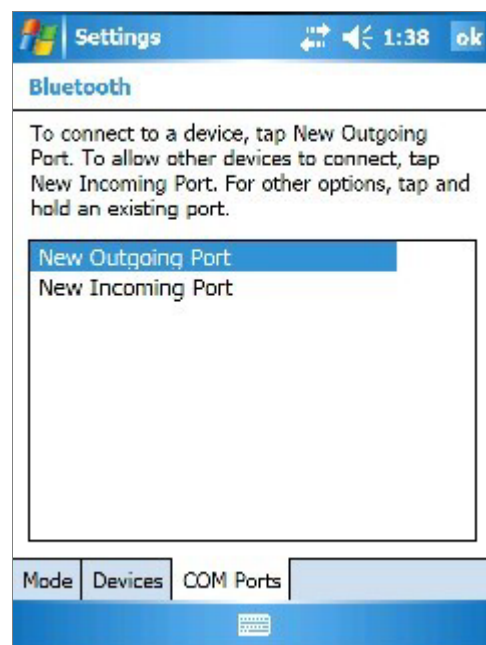 Settings 1:38 ok
Bluetooth
To connect to a device, tap New Outgoing
Port. To allow other devices to connect, tap
New Incoming Port. For other options, tap and
hold an existing port.
New Outgoing Port
New Incoming Port
Mode Devices COM Ports